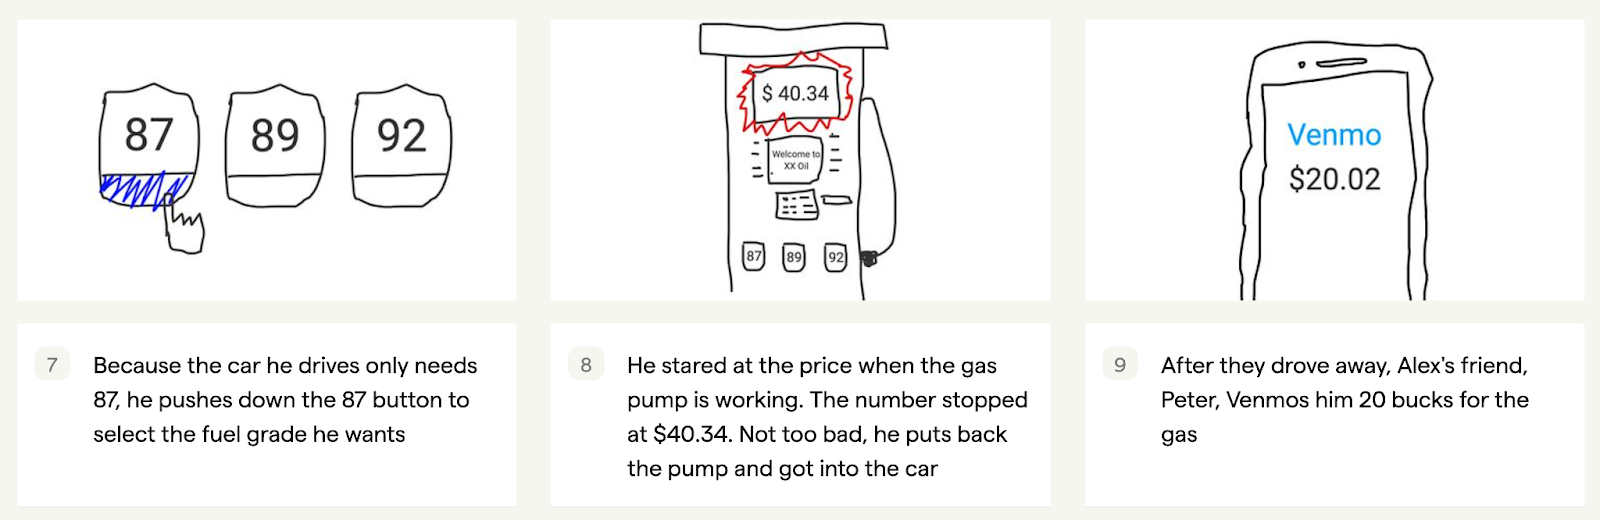 87
89
92
$ 40.34
Welcome to
XX Oil
87
89
92
Venmo
$20.02
7
Because the car he drives only needs
87, he pushes down the 87 button to
select the fuel grade he wants
8
He stared at the price when the gas
pump is working. The number stopped
at $40.34. Not too bad, he puts back
the pump and got into the car
9
After they drove away, Alex's friend,
Peter, Venmos him 20 bucks for the
gas